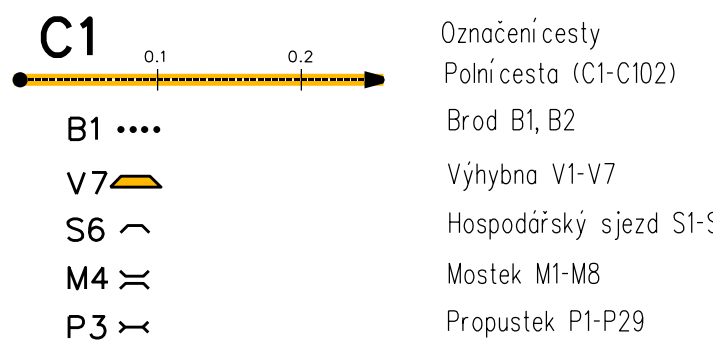 C1
Označení cesty
0.1 0.2
Polní cesta (C1-C102)
B1 Brod B1, B2
V7 Výhybna V1-V7
S6 Hospodářský sjezd S1-S
M4 Mostek M1-M8
P3 Propustek P1-P29